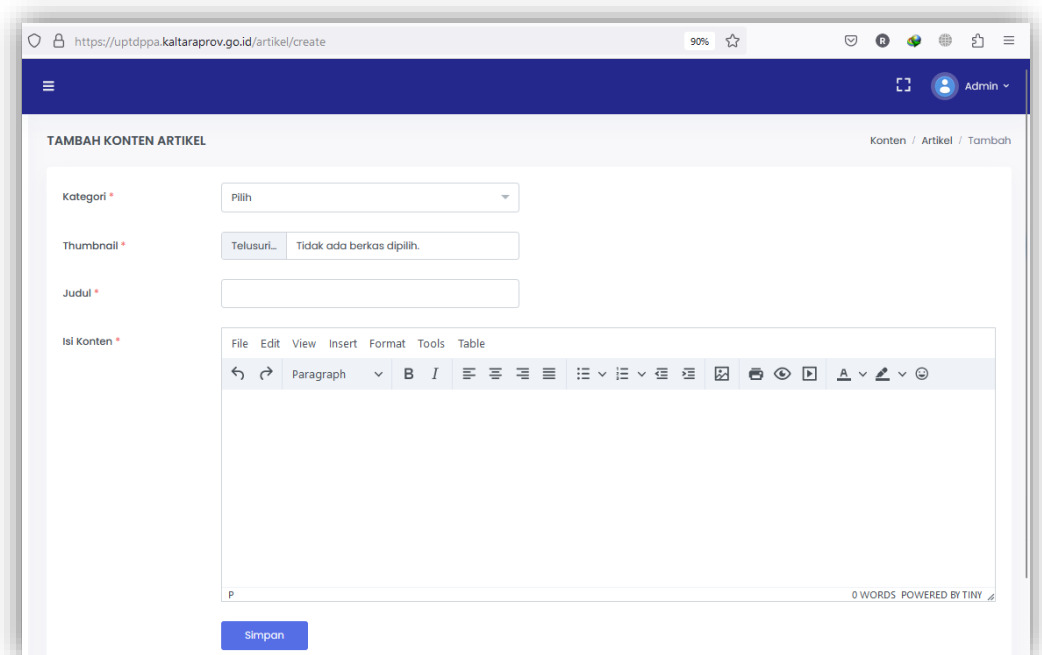 https://uptdppa.kaltaraprov.go.id/artikel/create 90% R
Admin
TAMBAH KONTEN ARTIKEL Konten / Artikel / Tambah
Kategori * Pilih
Thumbnail * Telusuri... Tidak ada berkas dipilih.
Judul *
Isi Konten * File Edit View Insert Format Tools Table
Paragraph B I A
P 0 WORDS POWERED BY TINY
Simpan